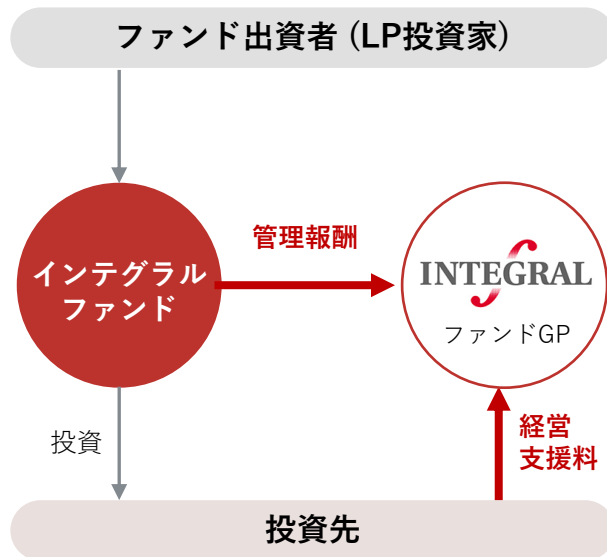 ファンド出資者 (LP投資家)
管理報酬
インテグラル
ファンド
INTEGRAL
ファンドGP
投資
経営
支援料
投資先